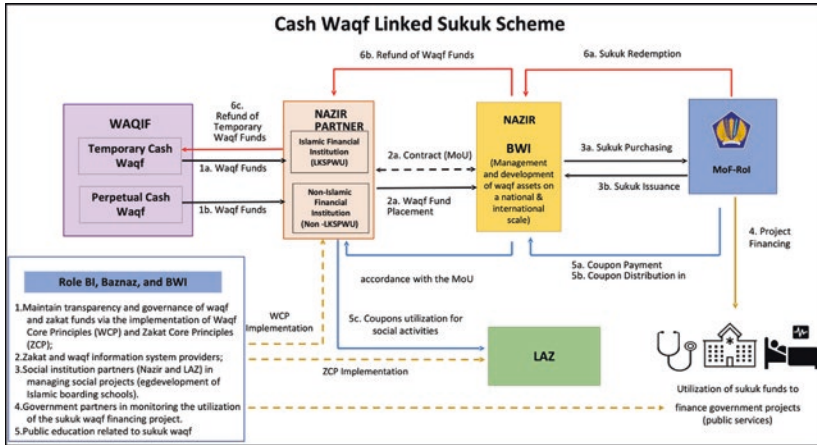 Cash Waqf Linked Sukuk Scheme
6b. Refund of Waqf Funds
6a. Sukuk Redemption
WAQIF
Temporary Cash
Waqf
Perpetual Cash
Waqf
6c.
Refund of
Temporary
Waqf Funds
1a. Waqf Funds
1b. Waqf Funds
NAZIR
PARTNER
Islamic Financial
Institution
(LKSPWU)
Non-Islamic
Financial
Institution
(Non -LKSPWU)
2a. Contract (MoU)
2a. Waqf Fund
Placement
NAZIR
BWI
(Management
and
development
of waqf assets on
a national &
international
scale)
3a. Sukuk Purchasing
3b. Sukuk Issuance
MoF-RoI
4. Project
Financing
5a. Coupon Payment
5b. Coupon Distribution in
accordance with the MoU
5c. Coupons utilization for
social activities
WCP
Implementation
ZCP Implementation
LAZ
Role BI, Baznaz, and BWI
1.Maintain transparency and governance of waqf
and zakat funds via the implementation of Waqf
Core Principles (WCP) and Zakat Core Principles
(ZCP);
2.Zakat and waqf information system providers;
3.Social institution partners (Nazir and LAZ) in
managing social projects (egdevelopment of
Islamic boarding schools).
4.Government partners in monitoring the utilization
of the sukuk waqf financing project.
5.Public education related to sukuk waqf
Utilization of sukuk funds to
finance government projects
(public services)